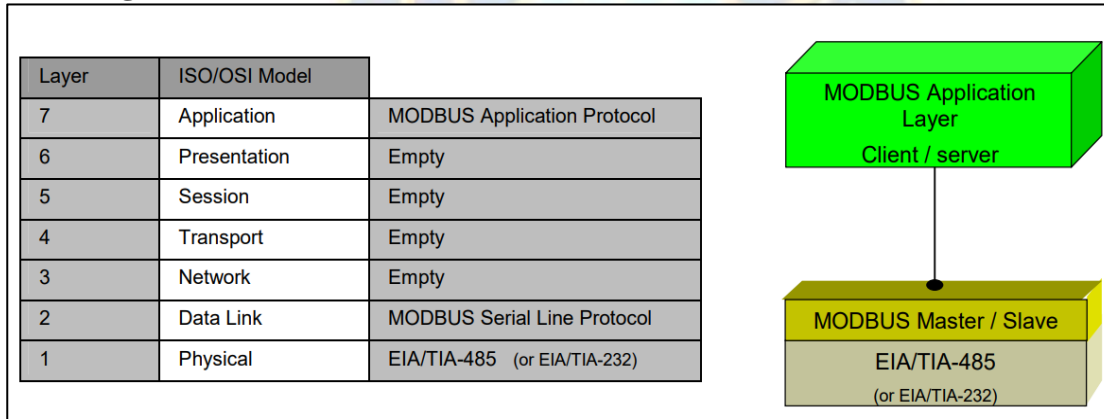 Layer ISO/OSI Model
7 Application MODBUS Application Protocol
6 Presentation Empty
5 Session Empty
4 Transport Empty
3 Network Empty
2 Data Link MODBUS Serial Line Protocol
1 Physical EIA/TIA-485 (or EIA/TIA-232)
MODBUS Application
Layer
Client / server
MODBUS Master / Slave
EIA/TIA-485
(or EIA/TIA-232)